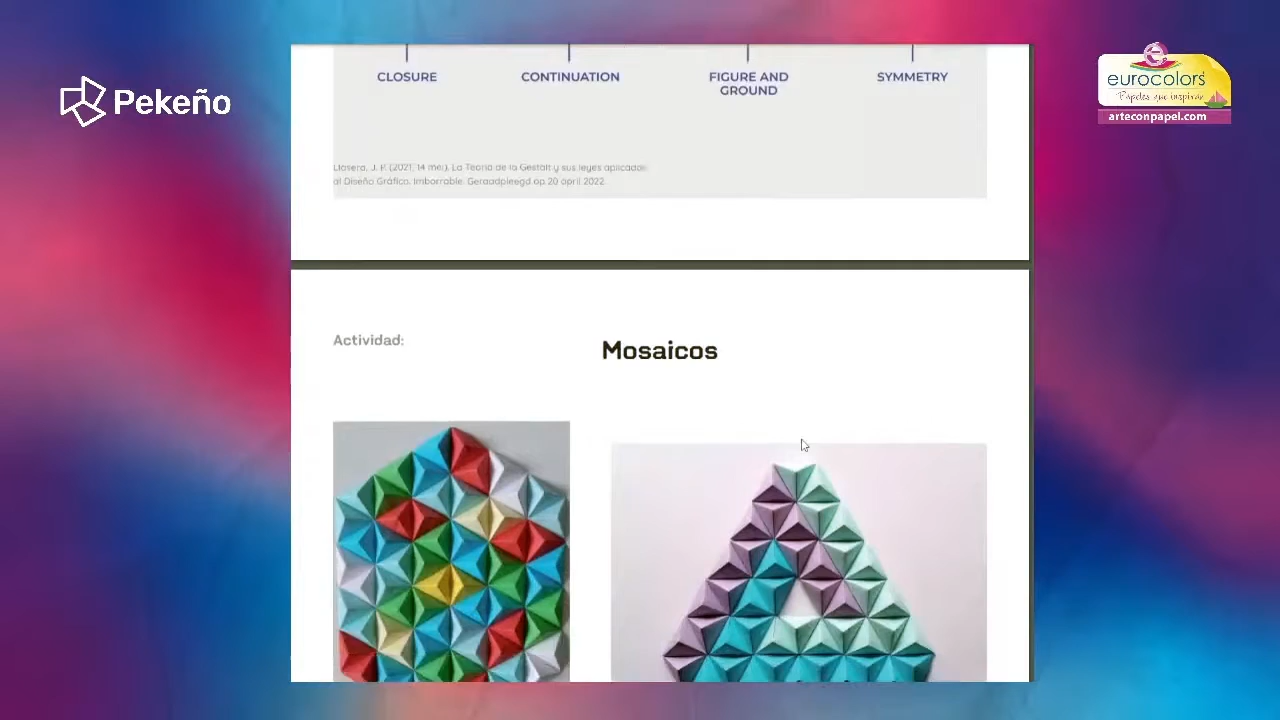 Pekeño
eurocolors
Papeles que inspiran
arteconpapel.com
CLOSURE
CONTINUATION
FIGURE AND
GROUND
SYMMETRY
Llasera, J. P. (2021, 14 mei). La Teoría de la Gestalt y sus leyes aplicadas
al Diseño Gráfico. Imborrable. Geraadpleegd op 20 april 2022.
Actividad:
Mosaicos